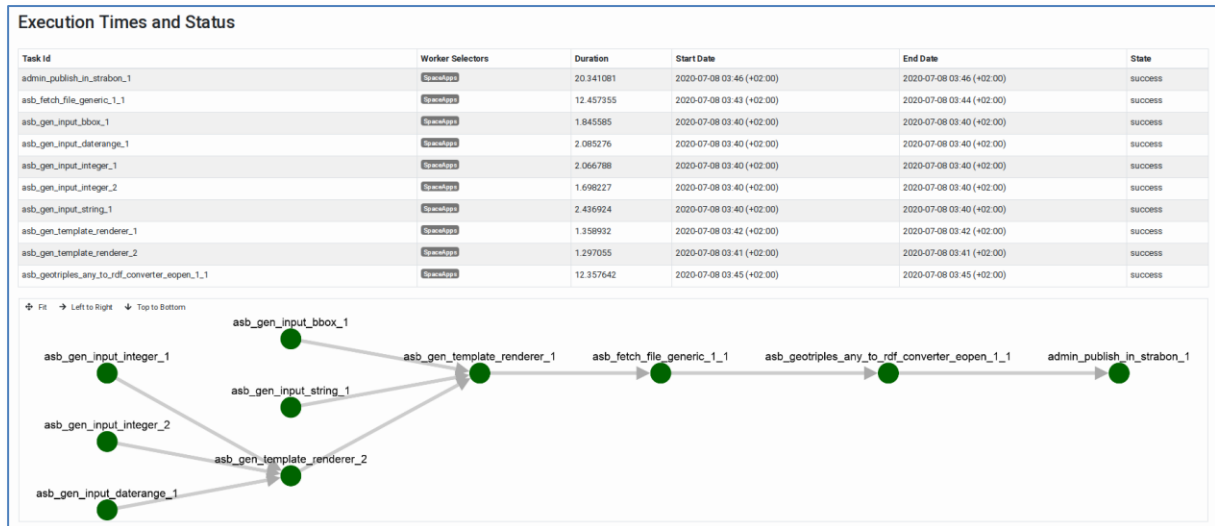 Execution Times and Status
Task Id Worker Selectors Duration Start Date End Date State
admin_publish_in_strabon_1 SpaceApps 20.341081 2020-07-08 03:46 (+02:00) 2020-07-08 03:46 (+02:00) success
asb_fetch_file_generic_1_1 SpaceApps 12.457355 2020-07-08 03:43 (+02:00) 2020-07-08 03:44 (+02:00) success
asb_gen_input_bbox_1 SpaceApps 1.845585 2020-07-08 03:40 (+02:00) 2020-07-08 03:40 (+02:00) success
asb_gen_input_daterange_1 SpaceApps 2.085276 2020-07-08 03:40 (+02:00) 2020-07-08 03:40 (+02:00) success
asb_gen_input_integer_1 SpaceApps 2.066788 2020-07-08 03:40 (+02:00) 2020-07-08 03:40 (+02:00) success
asb_gen_input_integer_2 SpaceApps 1.698227 2020-07-08 03:40 (+02:00) 2020-07-08 03:40 (+02:00) success
asb_gen_input_string_1 SpaceApps 2.436924 2020-07-08 03:40 (+02:00) 2020-07-08 03:40 (+02:00) success
asb_gen_template_renderer_1 SpaceApps 1.358932 2020-07-08 03:42 (+02:00) 2020-07-08 03:42 (+02:00) success
asb_gen_template_renderer_2 SpaceApps 1.297055 2020-07-08 03:41 (+02:00) 2020-07-08 03:41 (+02:00) success
asb_geotriples_any_to_rdf_converter_eopen_1_1 SpaceApps 12.357642 2020-07-08 03:45 (+02:00) 2020-07-08 03:45 (+02:00) success
Fit Left to Right Top to Bottom
asb_gen_input_bbox_1
asb_gen_input_integer_1 asb_gen_template_renderer_1 asb_fetch_file_generic_1_1 asb_geotriples_any_to_rdf_converter_eopen_1_1 admin_publish_in_strabon_1
asb_gen_input_string_1
asb_gen_input_integer_2
asb_gen_template_renderer_2
asb_gen_input_daterange_1